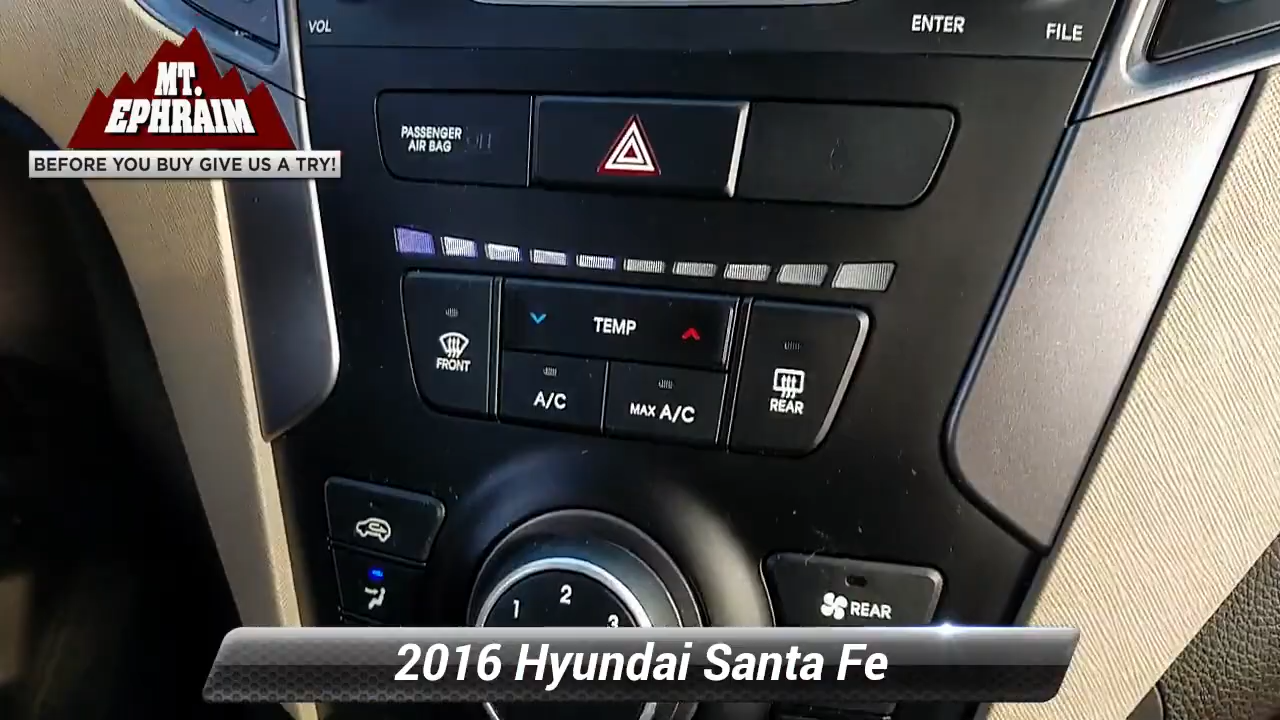 VOL
ENTER
FILE
MT.
EPHRAIM
BEFORE YOU BUY GIVE US A TRY!
PASSENGER
AIR BAG
OFF
TEMP
FRONT
A/C
MAX A/C
REAR
1 2 3
REAR
2016 Hyundai Santa Fe